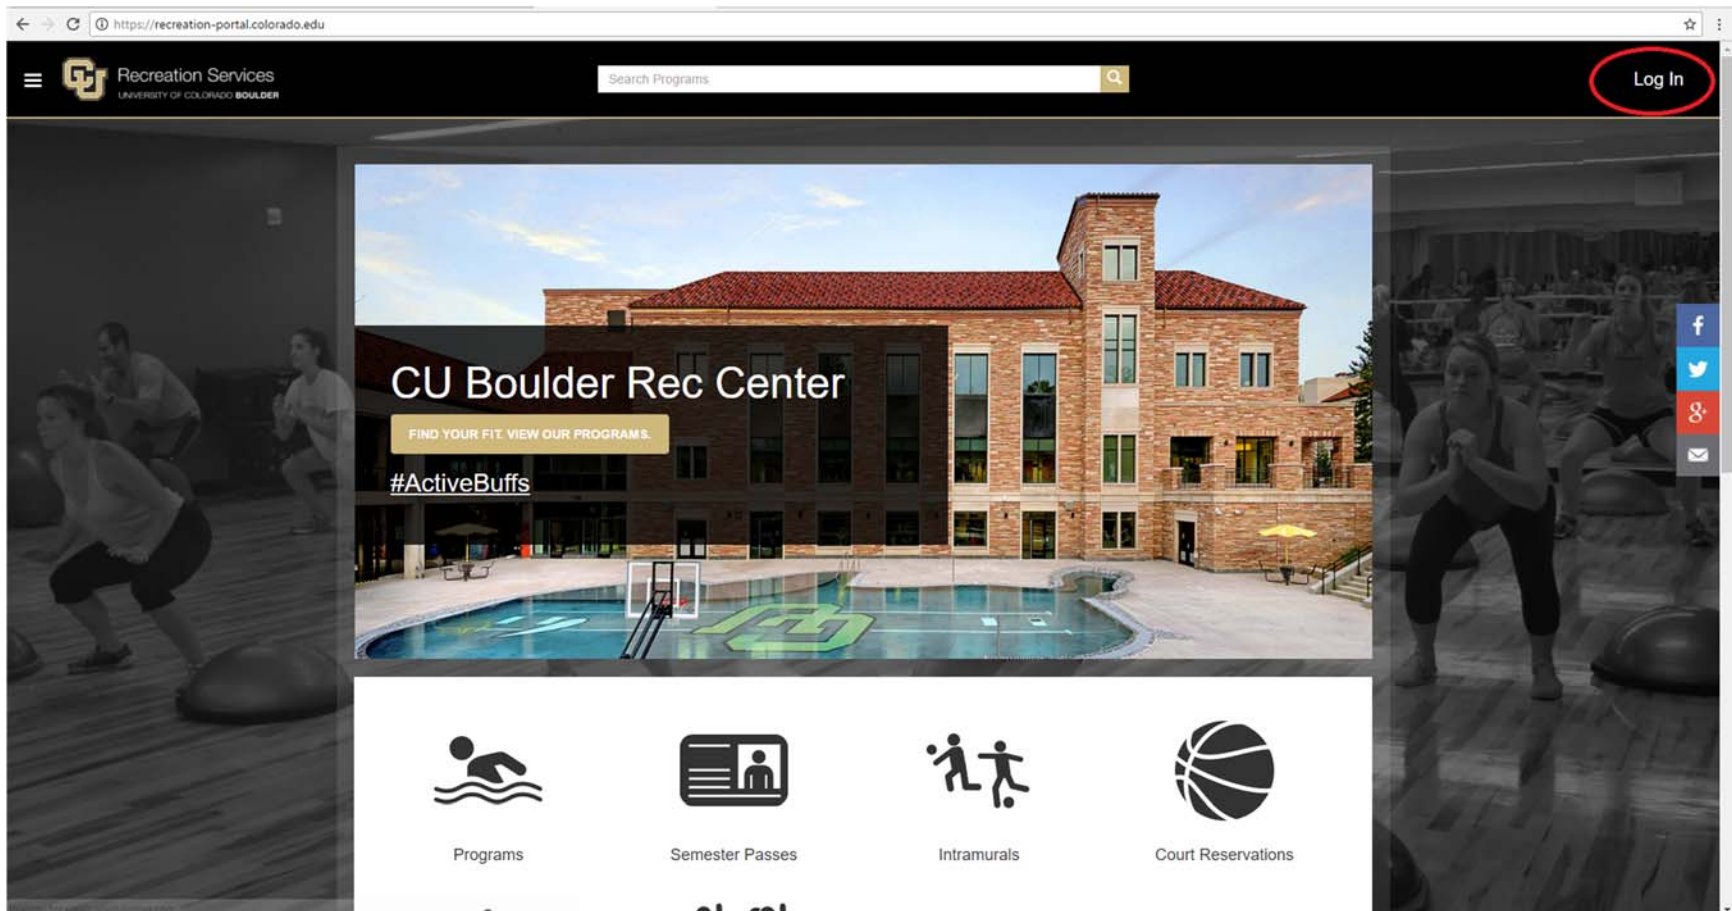 https://recreation-portal.colorado.edu
Recreation Services
UNIVERSITY OF COLORADO BOULDER
Search Programs
Log In
CU Boulder Rec Center
FIND YOUR FIT. VIEW OUR PROGRAMS.
#ActiveBuffs
Programs
Semester Passes
Intramurals
Court Reservations